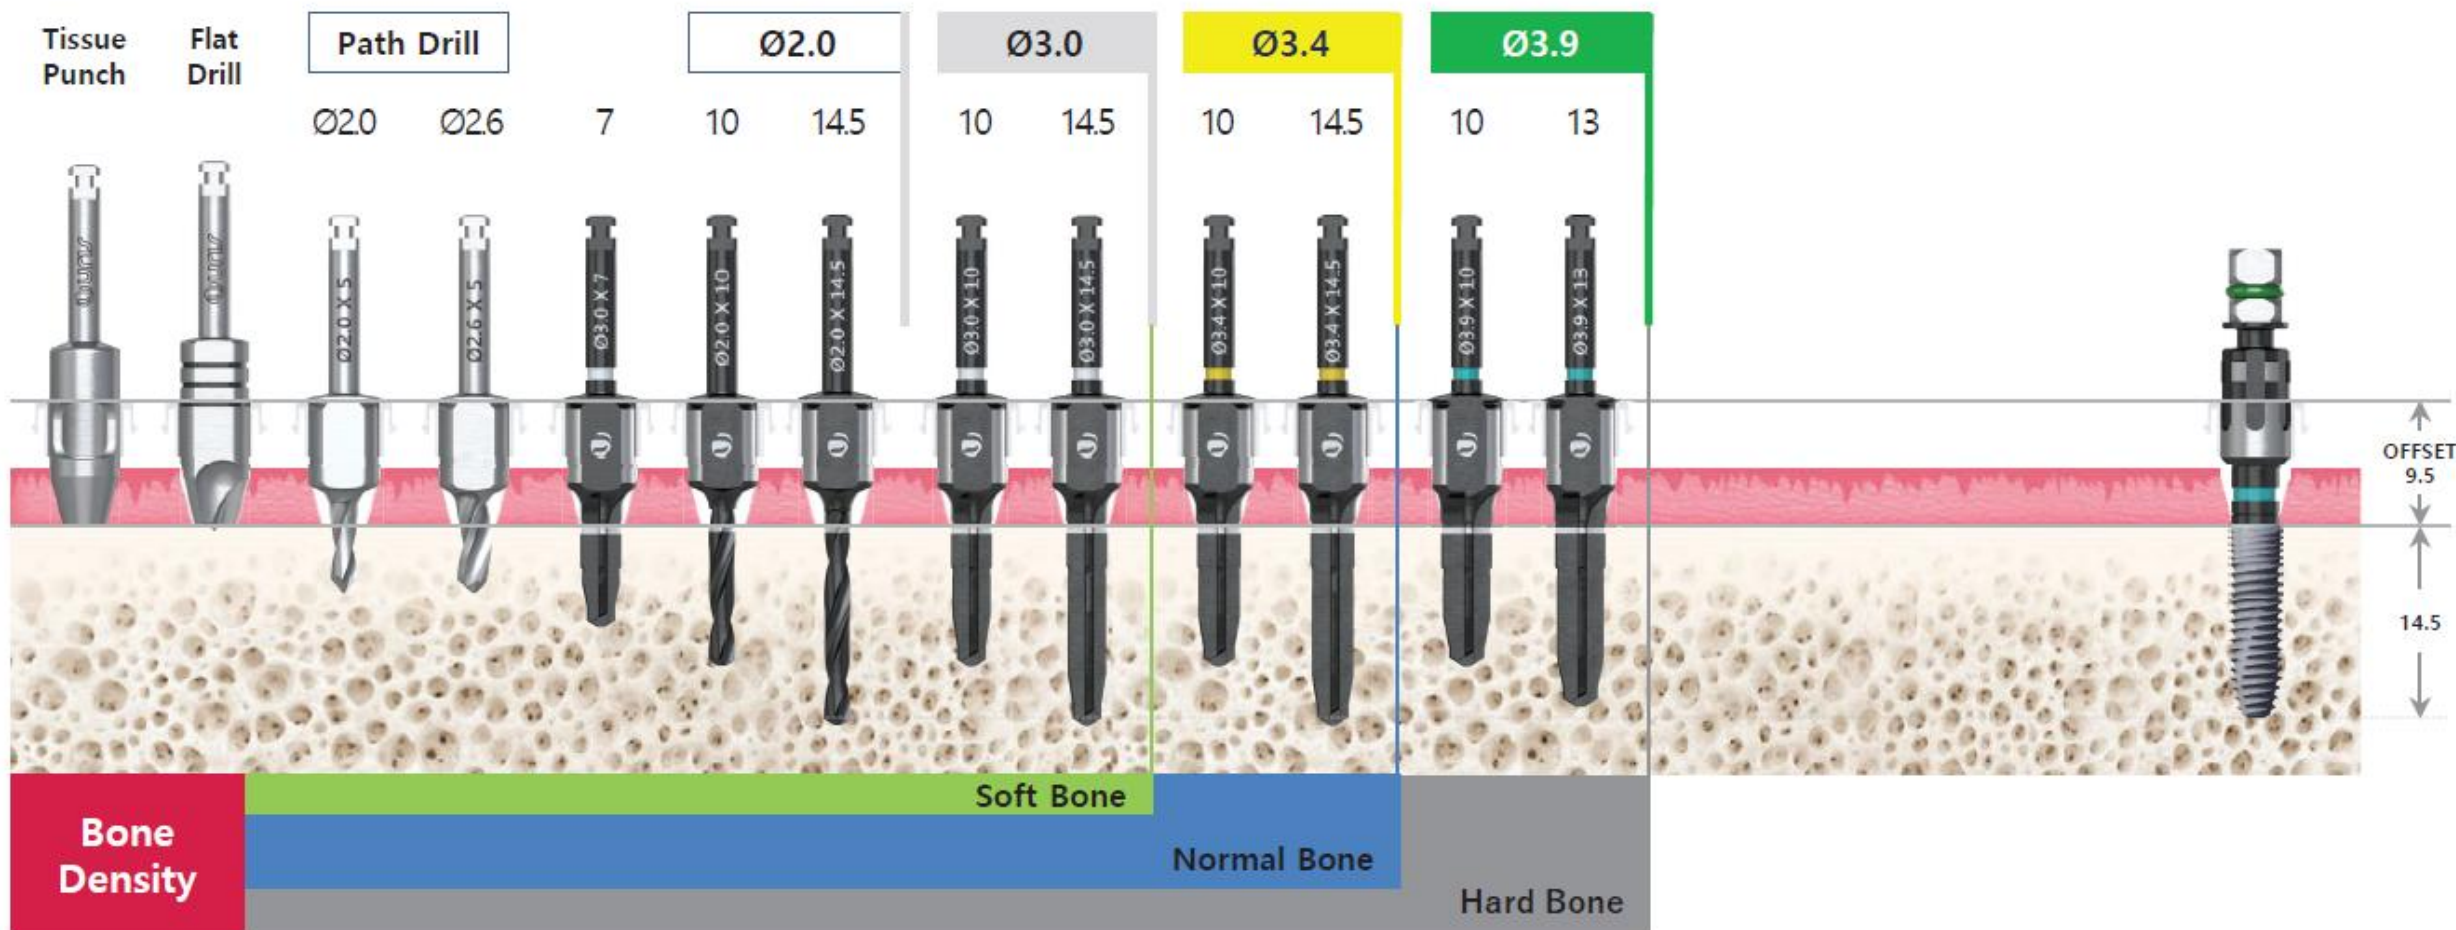 Tissue
Punch
Flat
Drill
Path Drill
Ø2.0
Ø3.0
Ø3.4
Ø3.9
Ø2.0
Ø2.6
7
10
14.5
10
14.5
10
14.5
10
13
Ø2.0 X 5
Ø2.6 X 5
Ø3.0 X 7
Ø2.0 X 10
Ø2.0 X 14.5
Ø3.0 X 10
Ø3.0 X 14.5
Ø3.4 X 10
Ø3.4 X 14.5
Ø3.9 X 10
Ø3.9 X 13
OFFSET
9.5
14.5
Soft Bone
Bone
Density
Normal Bone
Hard Bone